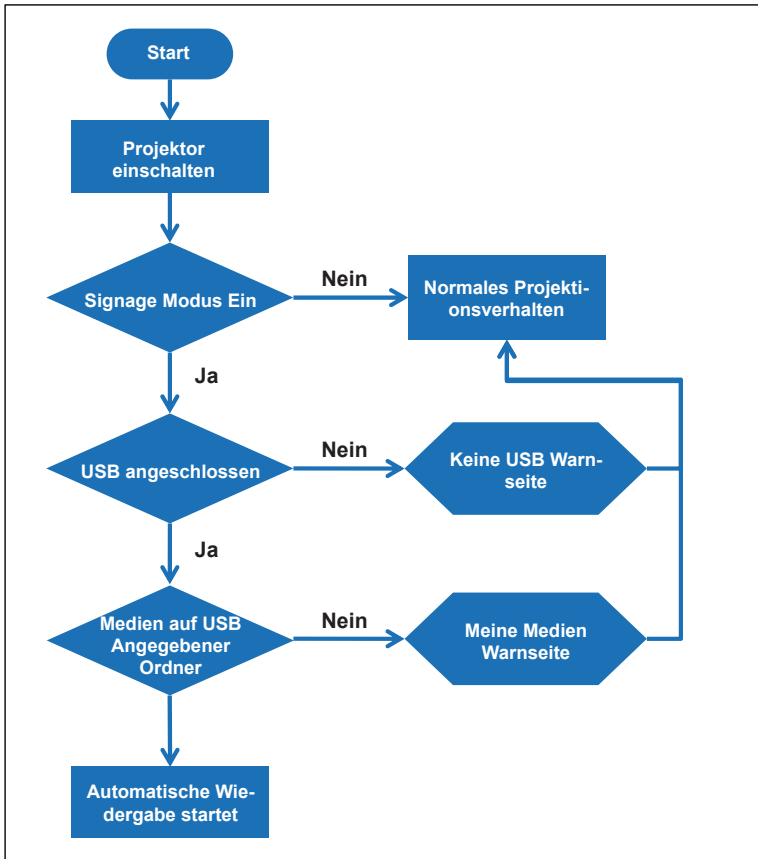 Start
Projektor
einschalten
Signage Modus Ein
Nein
Normales Projekti-
onsverhalten
Ja
USB angeschlossen
Nein
Keine USB Warn-
seite
Ja
Medien auf USB
Angegebener
Ordner
Nein
Meine Medien
Warnseite
Automatische Wie-
dergabe startet